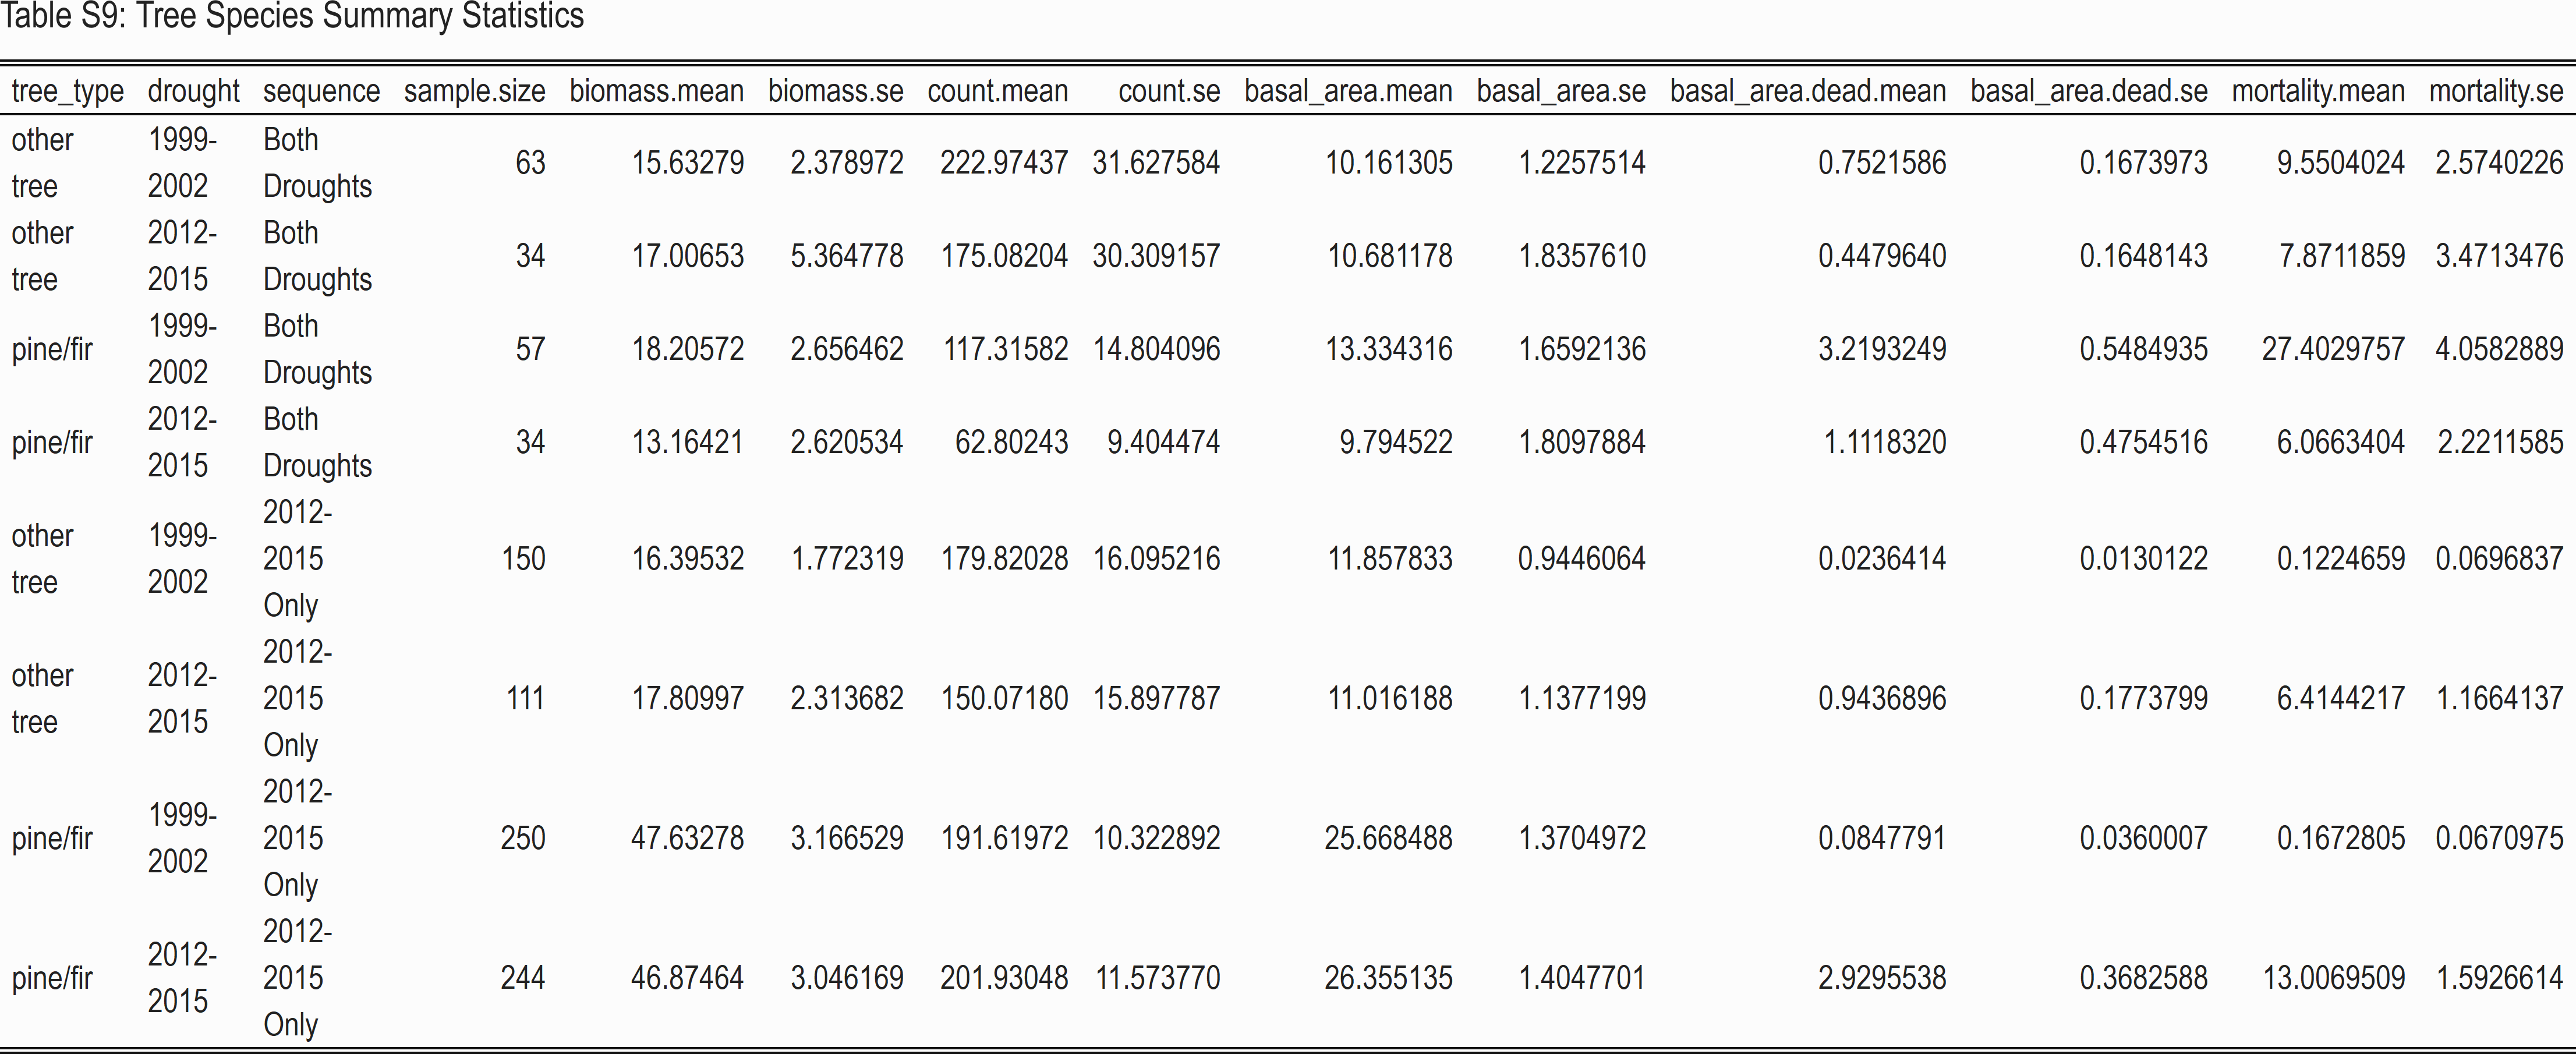 Table S9: Tree Species Summary Statistics
tree_type drought sequence sample.size biomass.mean biomass.se count.mean count.se basal_area.mean basal_area.se basal_area.dead.mean basal_area.dead.se mortality.mean mortality.se
other tree 1999-2002 Both Droughts 63 15.63279 2.378972 222.97437 31.627584 10.161305 1.2257514 0.7521586 0.1673973 9.5504024 2.5740226
other tree 2012-2015 Both Droughts 34 17.00653 5.364778 175.08204 30.309157 10.681178 1.8357610 0.4479640 0.1648143 7.8711859 3.4713476
pine/fir 1999-2002 Both Droughts 57 18.20572 2.656462 117.31582 14.804096 13.334316 1.6592136 3.2193249 0.5484935 27.4029757 4.0582889
pine/fir 2012-2015 Both Droughts 34 13.16421 2.620534 62.80243 9.404474 9.794522 1.8097884 1.1118320 0.4754516 6.0663404 2.2211585
other tree 1999-2002 2012-2015 Only 150 16.39532 1.772319 179.82028 16.095216 11.857833 0.9446064 0.0236414 0.0130122 0.1224659 0.0696837
other tree 2012-2015 2012-2015 Only 111 17.80997 2.313682 150.07180 15.897787 11.016188 1.1377199 0.9436896 0.1773799 6.4144217 1.1664137
pine/fir 1999-2002 2012-2015 Only 250 47.63278 3.166529 191.61972 10.322892 25.668488 1.3704972 0.0847791 0.0360007 0.1672805 0.0670975
pine/fir 2012-2015 2012-2015 Only 244 46.87464 3.046169 201.93048 11.573770 26.355135 1.4047701 2.9295538 0.3682588 13.0069509 1.5926614